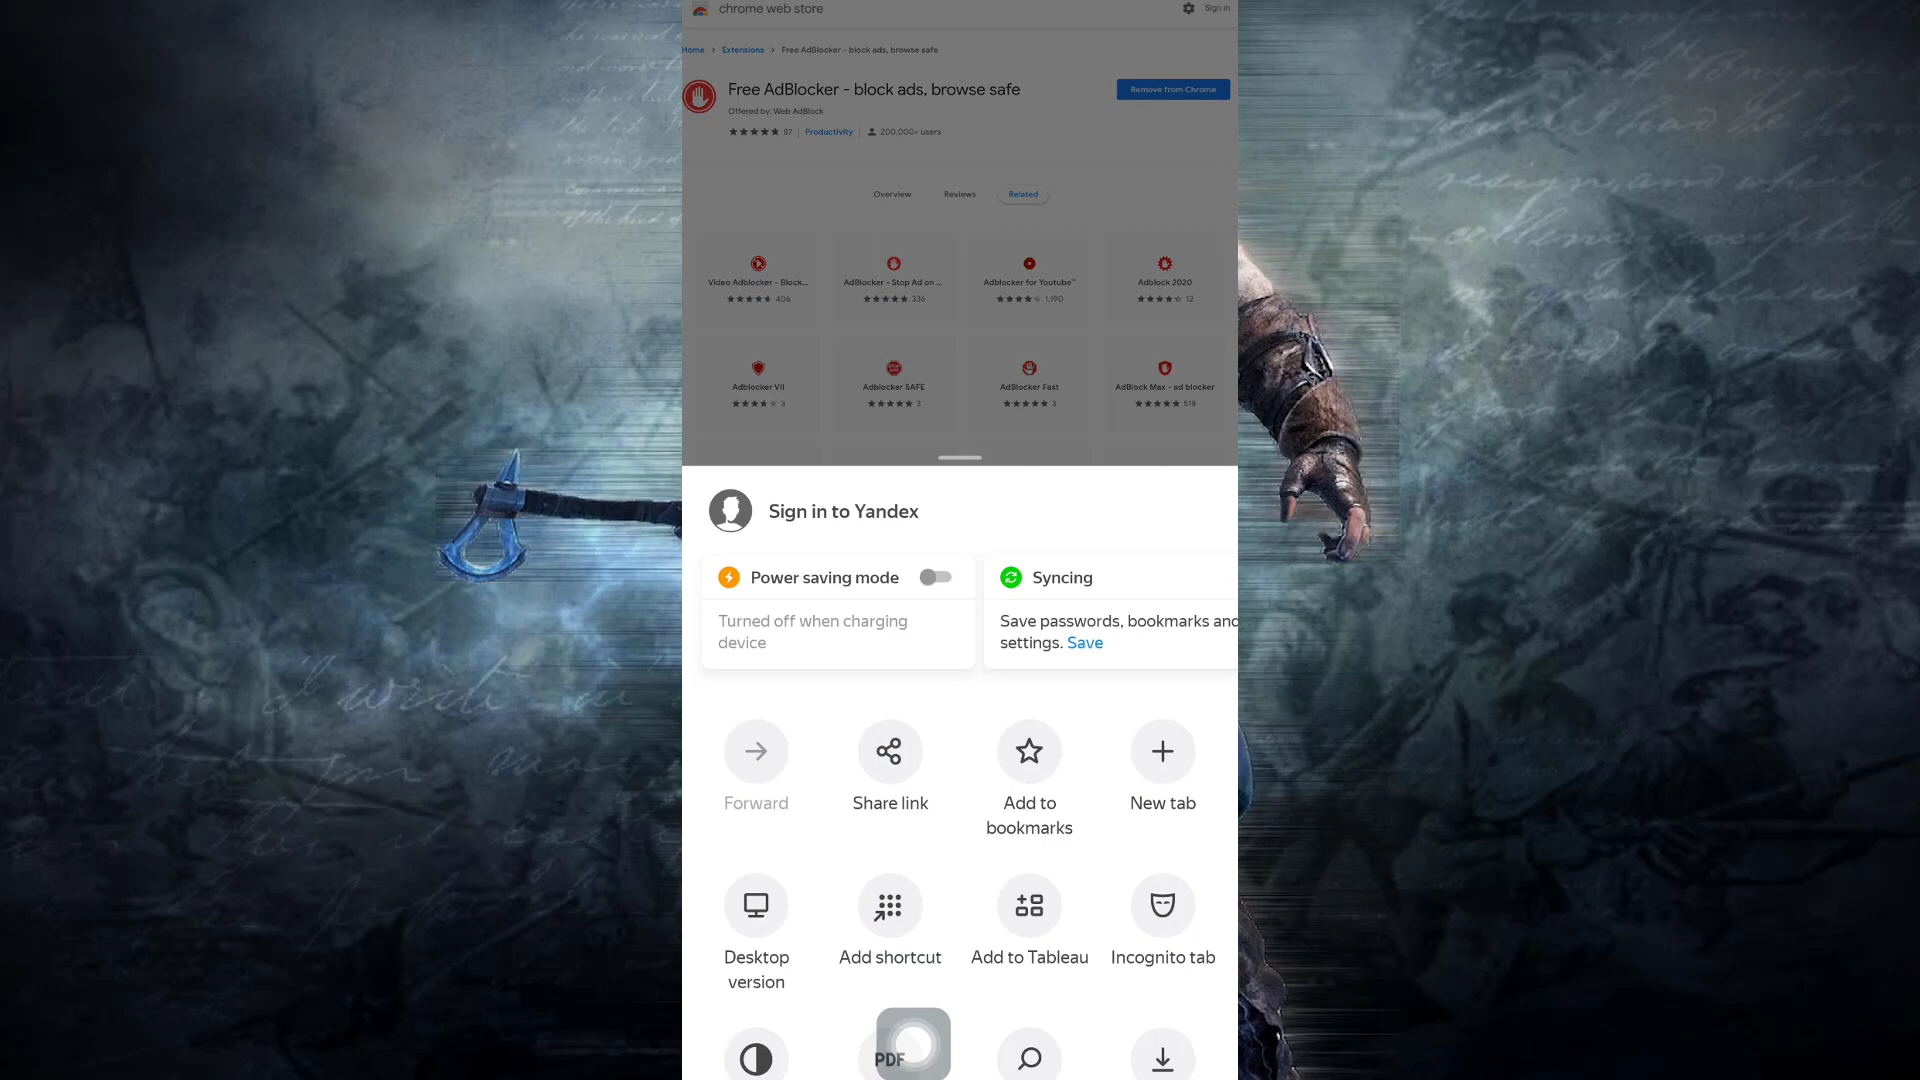 chrome web store
Sign in
Home > Extensions > Free AdBlocker - block ads, browse safe
Free AdBlocker - block ads, browse safe
Remove from Chrome
Offered by: Web AdBlock
87 | Productivity | 200,000+ users
Overview
Reviews
Related
Video Adblocker - Block...
406
AdBlocker - Stop Ad on ...
336
Adblocker for Youtube™
1,190
Adblock 2020
12
Adblocker VII
3
Adblocker SAFE
3
AdBlocker Fast
3
AdBlock Max - ad blocker
518
Sign in to Yandex
Power saving mode
Turned off when charging
device
Syncing
Save passwords, bookmarks and
settings. Save
Forward
Share link
Add to
bookmarks
New tab
Desktop
version
Add shortcut
Add to Tableau
Incognito tab
PDF